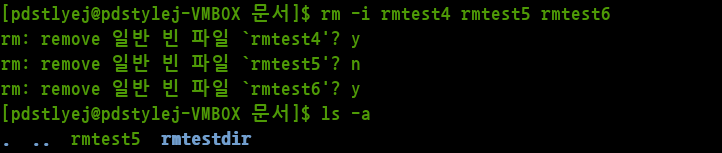 [pdstlyej@pdstylej-VMBOX 문서]$ rm -i rmtest4 rmtest5 rmtest6
rm: remove 일반 빈 파일 `rmtest4'? y
rm: remove 일반 빈 파일 `rmtest5'? n
rm: remove 일반 빈 파일 `rmtest6'? y
[pdstlyej@pdstylej-VMBOX 문서]$ ls -a
.  ..  rmtest5  rmtestdir